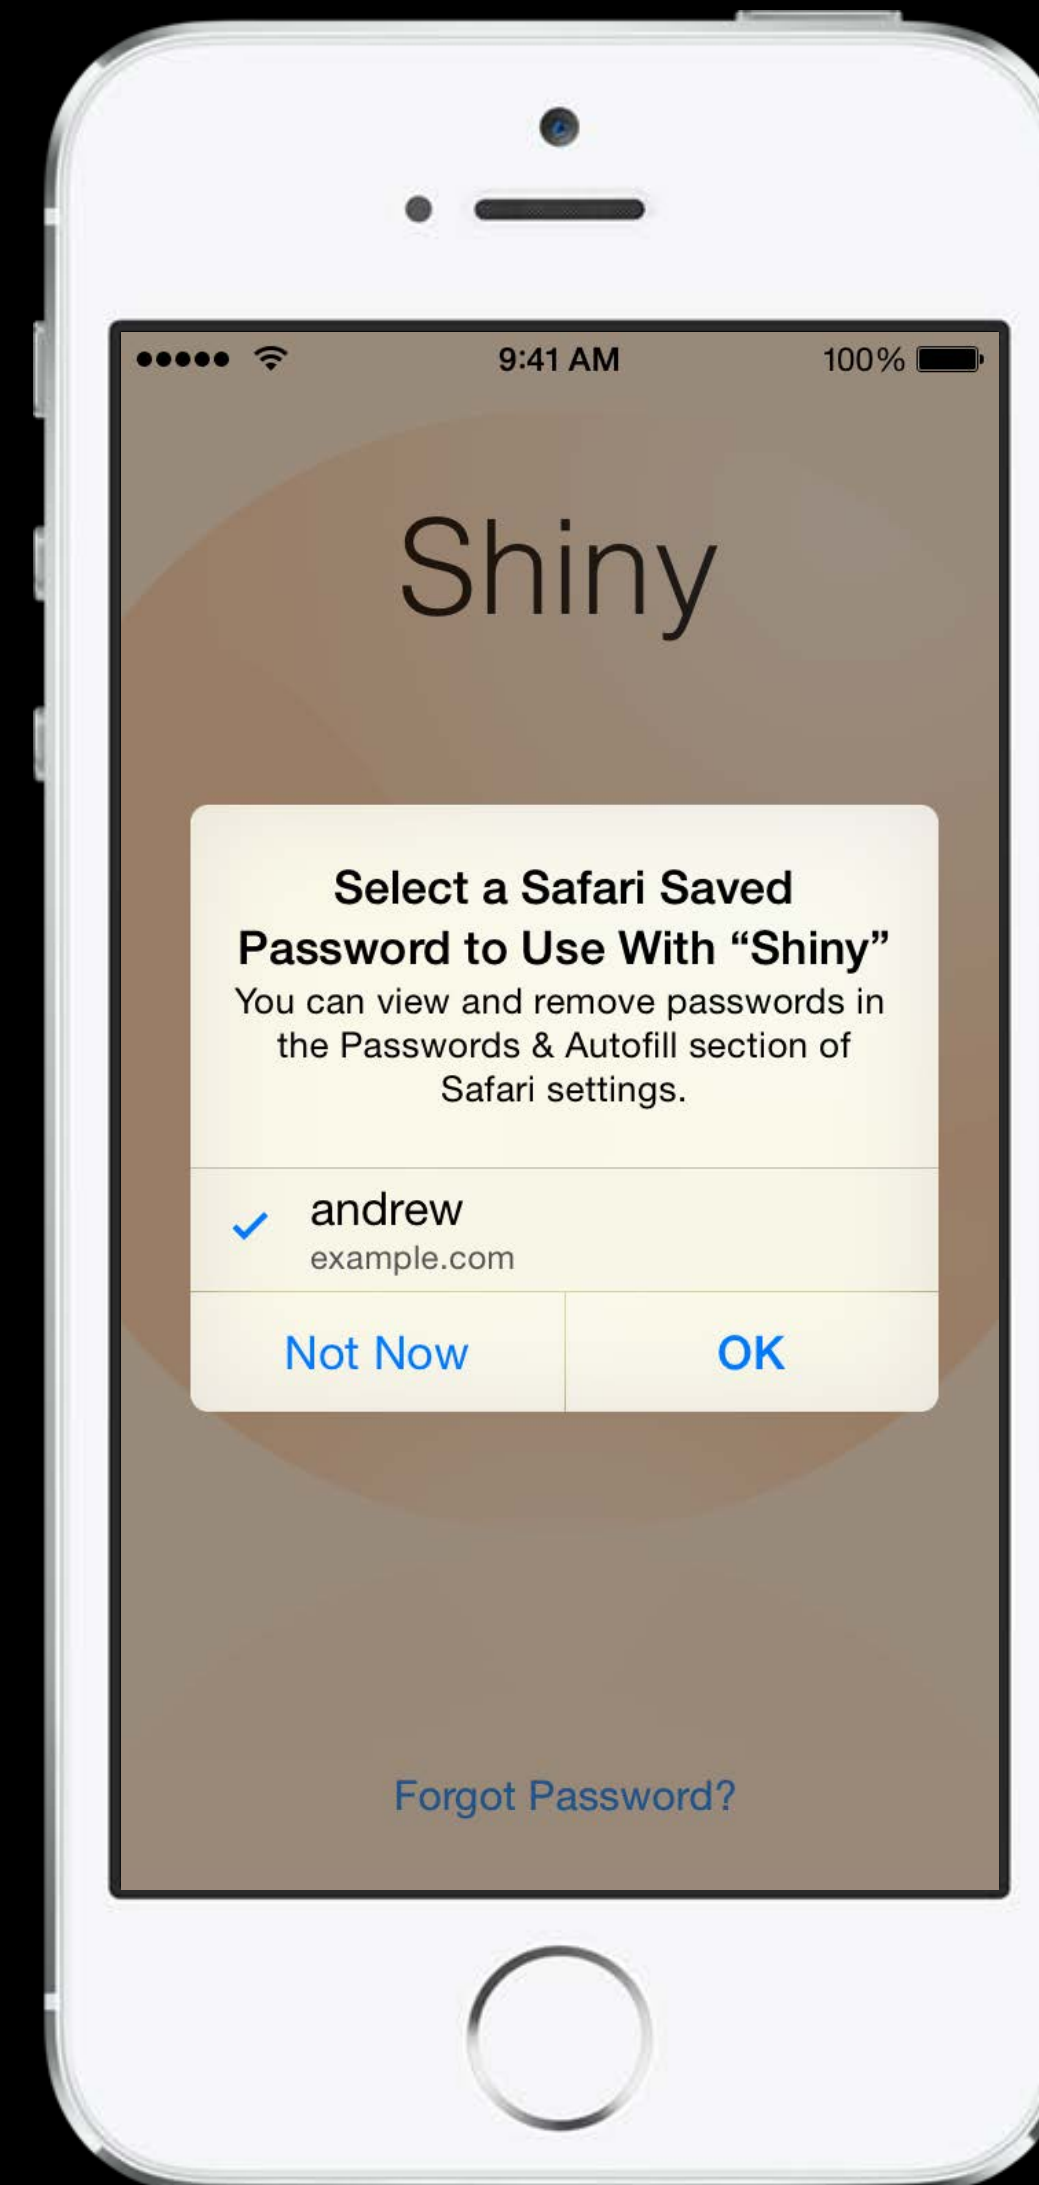 9:41 AM 100%
Shiny
Select a Safari Saved
Password to Use With “Shiny”
You can view and remove passwords in
the Passwords & Autofill section of
Safari settings.
andrew
example.com
Not Now OK
Forgot Password?